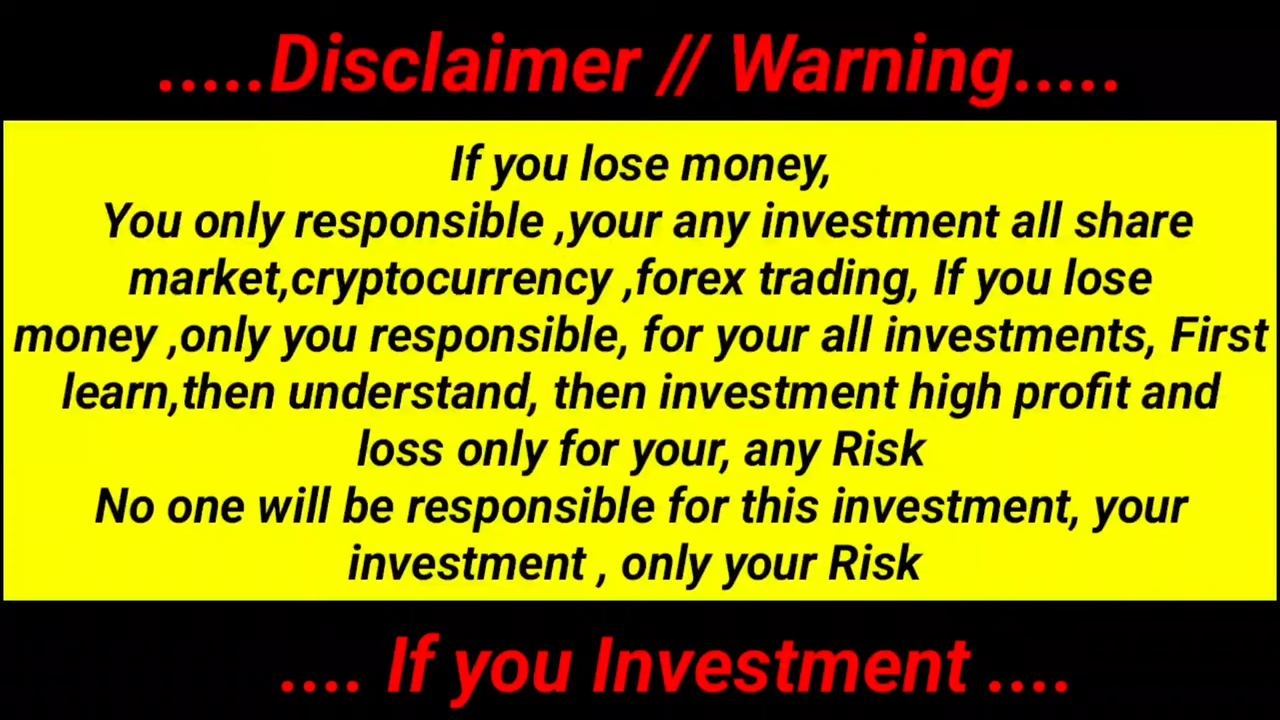 .....Disclaimer // Warning.....
If you lose money,
You only responsible ,your any investment all share
market,cryptocurrency ,forex trading, If you lose
money ,only you responsible, for your all investments, First
learn,then understand, then investment high profit and
loss only for your, any Risk
No one will be responsible for this investment, your
investment , only your Risk
.... If you Investment ....